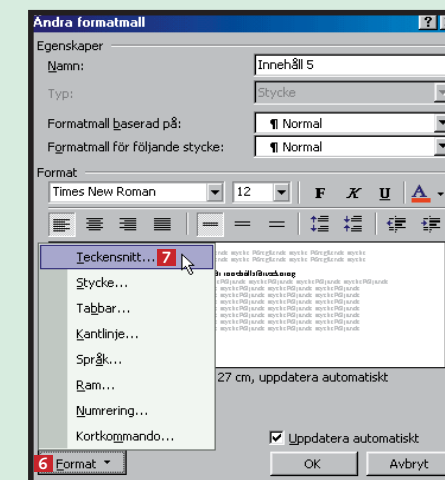 Ändra formatmall
Egenskaper
Namn:
Innehåll 5
Typ:
Stycke
Formatmall baserad på:
¶ Normal
Formatmall för följande stycke:
¶ Normal
Format
Times New Roman
12
F K U A
Teckensnitt... 7
Stycke...
Tabbar...
Kantlinje...
Språk...
Ram...
Numrering...
Kortkommando...
27 cm, uppdatera automatiskt
Uppdatera automatiskt
6 Format
OK
Avbryt